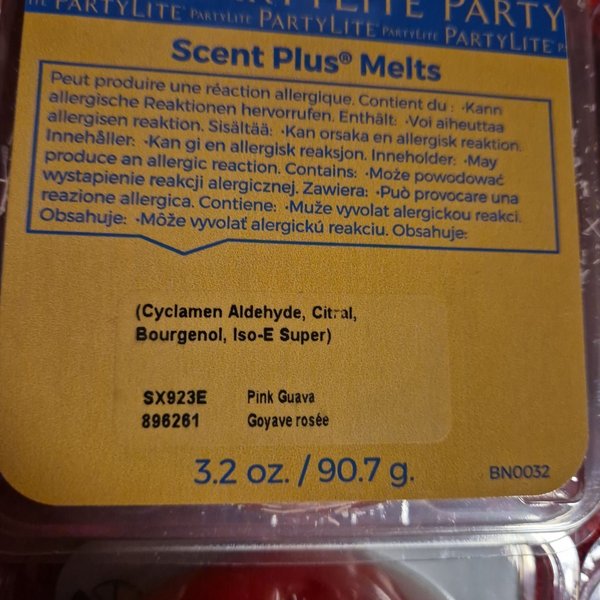 PARTYLITE PARTY
PARTYLITE PARTYLITE PARTYLITE PARTYLITE PARTYLITE
Scent Plus® Melts
Peut produire une réaction allergique. Contient du : •Kann
allergische Reaktionen hervorrufen. Enthält: •Voi aiheuttaa
allergisen reaktion. Sisältää: •Kan orsaka en allergisk reaktion.
Innehåller: •Kan gi en allergisk reaksjon. Inneholder: •May
produce an allergic reaction. Contains: •Może powodować
wystąpienie reakcji alergicznej. Zawiera: •Può provocare una
reazione allergica. Contiene: •Muže vyvolat alergickou reakci.
Obsahuje: •Môže vyvolať alergickú reakciu. Obsahuje:
(Cyclamen Aldehyde, Citral,
Bourgenol, Iso-E Super)
SX923E Pink Guava
896261 Goyave rosée
3.2 oz. / 90.7 g.
BN0032